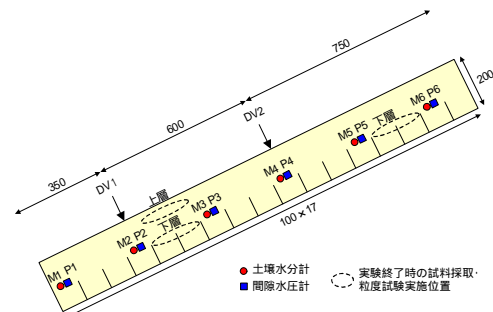 750
200
600
DV2
M6 P6
下層
M5 P5
350
DV1
M4 P4
上層
M3 P3
下層
M2 P2
100×17
M1 P1
土壌水分計
間隙水圧計
実験終了時の試料採取・
粒度試験実施位置